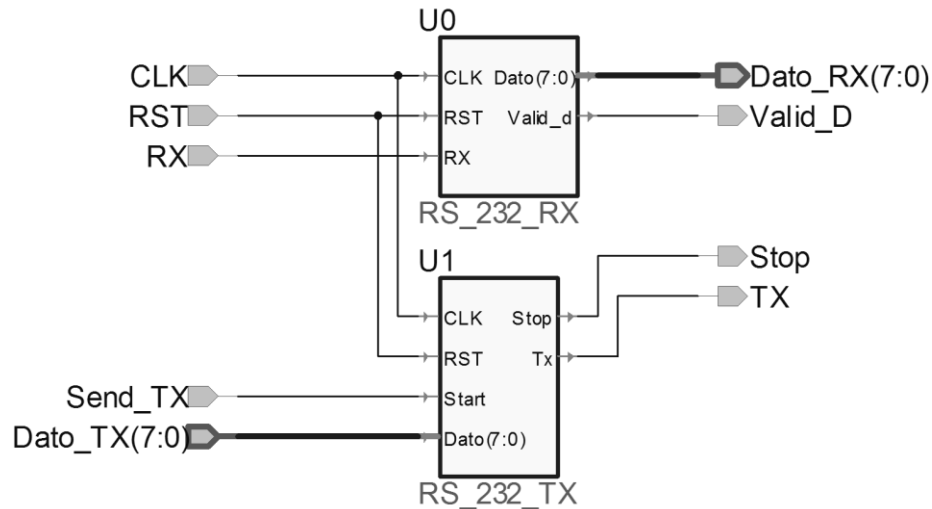 U0
CLK
RST
RX
CLK
RST
RX
Dato(7:0)
Valid_d
Dato_RX(7:0)
Valid_D
RS_232_RX
U1
Send_TX
Dato_TX(7:0)
CLK
RST
Start
Dato(7:0)
Stop
Tx
Stop
TX
RS_232_TX